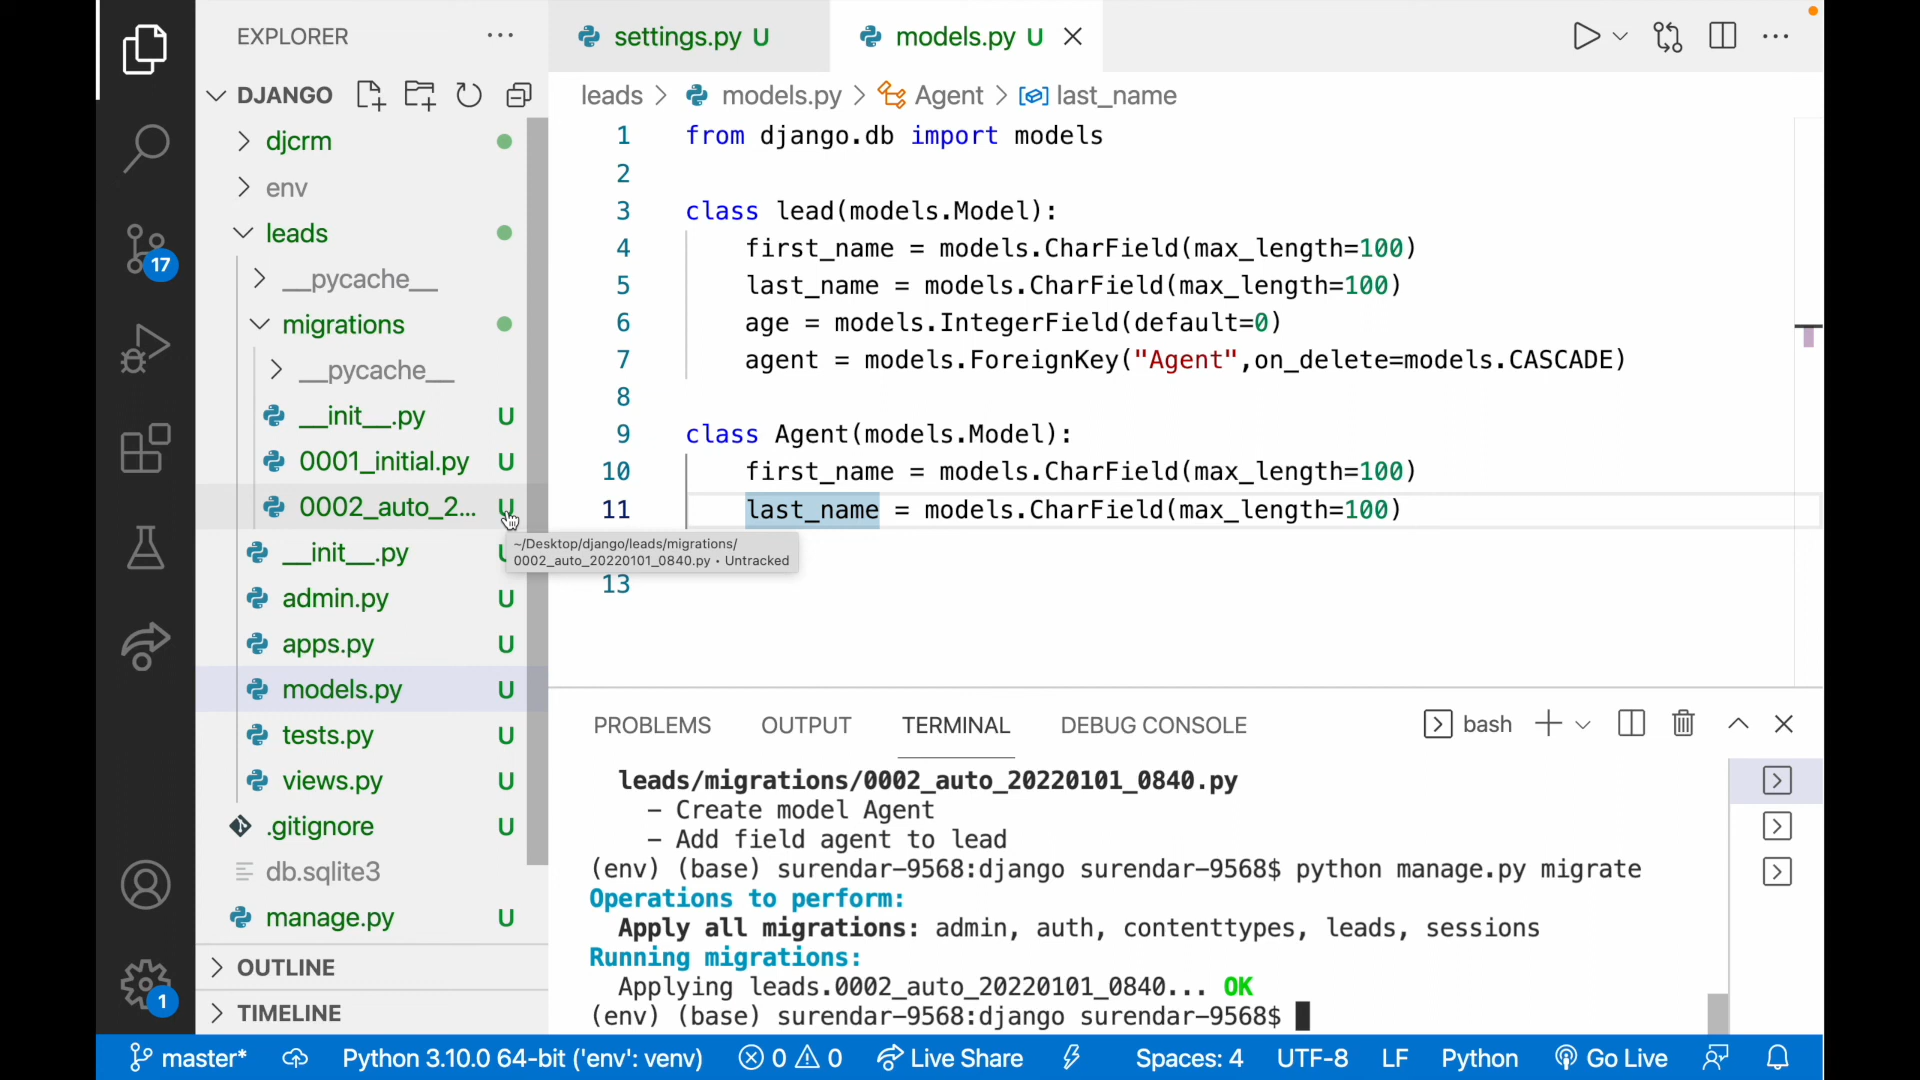 EXPLORER
settings.py U
models.py U
DJANGO
leads > models.py > Agent > last_name
djcrm
env
leads
__pycache__
migrations
__pycache__
__init__.py U
0001_initial.py U
0002_auto_2... U
__init__.py
admin.py U
apps.py U
models.py U
tests.py U
views.py U
.gitignore U
db.sqlite3
manage.py U
OUTLINE
TIMELINE
17
1
1 from django.db import models
2
3 class lead(models.Model):
4 first_name = models.CharField(max_length=100)
5 last_name = models.CharField(max_length=100)
6 age = models.IntegerField(default=0)
7 agent = models.ForeignKey("Agent",on_delete=models.CASCADE)
8
9 class Agent(models.Model):
10 first_name = models.CharField(max_length=100)
11 last_name = models.CharField(max_length=100)
~/Desktop/django/leads/migrations/
0002_auto_20220101_0840.py • Untracked
13
PROBLEMS OUTPUT TERMINAL DEBUG CONSOLE
bash
leads/migrations/0002_auto_20220101_0840.py
- Create model Agent
- Add field agent to lead
(env) (base) surendar-9568:django surendar-9568$ python manage.py migrate
Operations to perform:
Apply all migrations: admin, auth, contenttypes, leads, sessions
Running migrations:
Applying leads.0002_auto_20220101_0840... OK
(env) (base) surendar-9568:django surendar-9568$
master* Python 3.10.0 64-bit ('env': venv) 0 0 Live Share Spaces: 4 UTF-8 LF Python Go Live